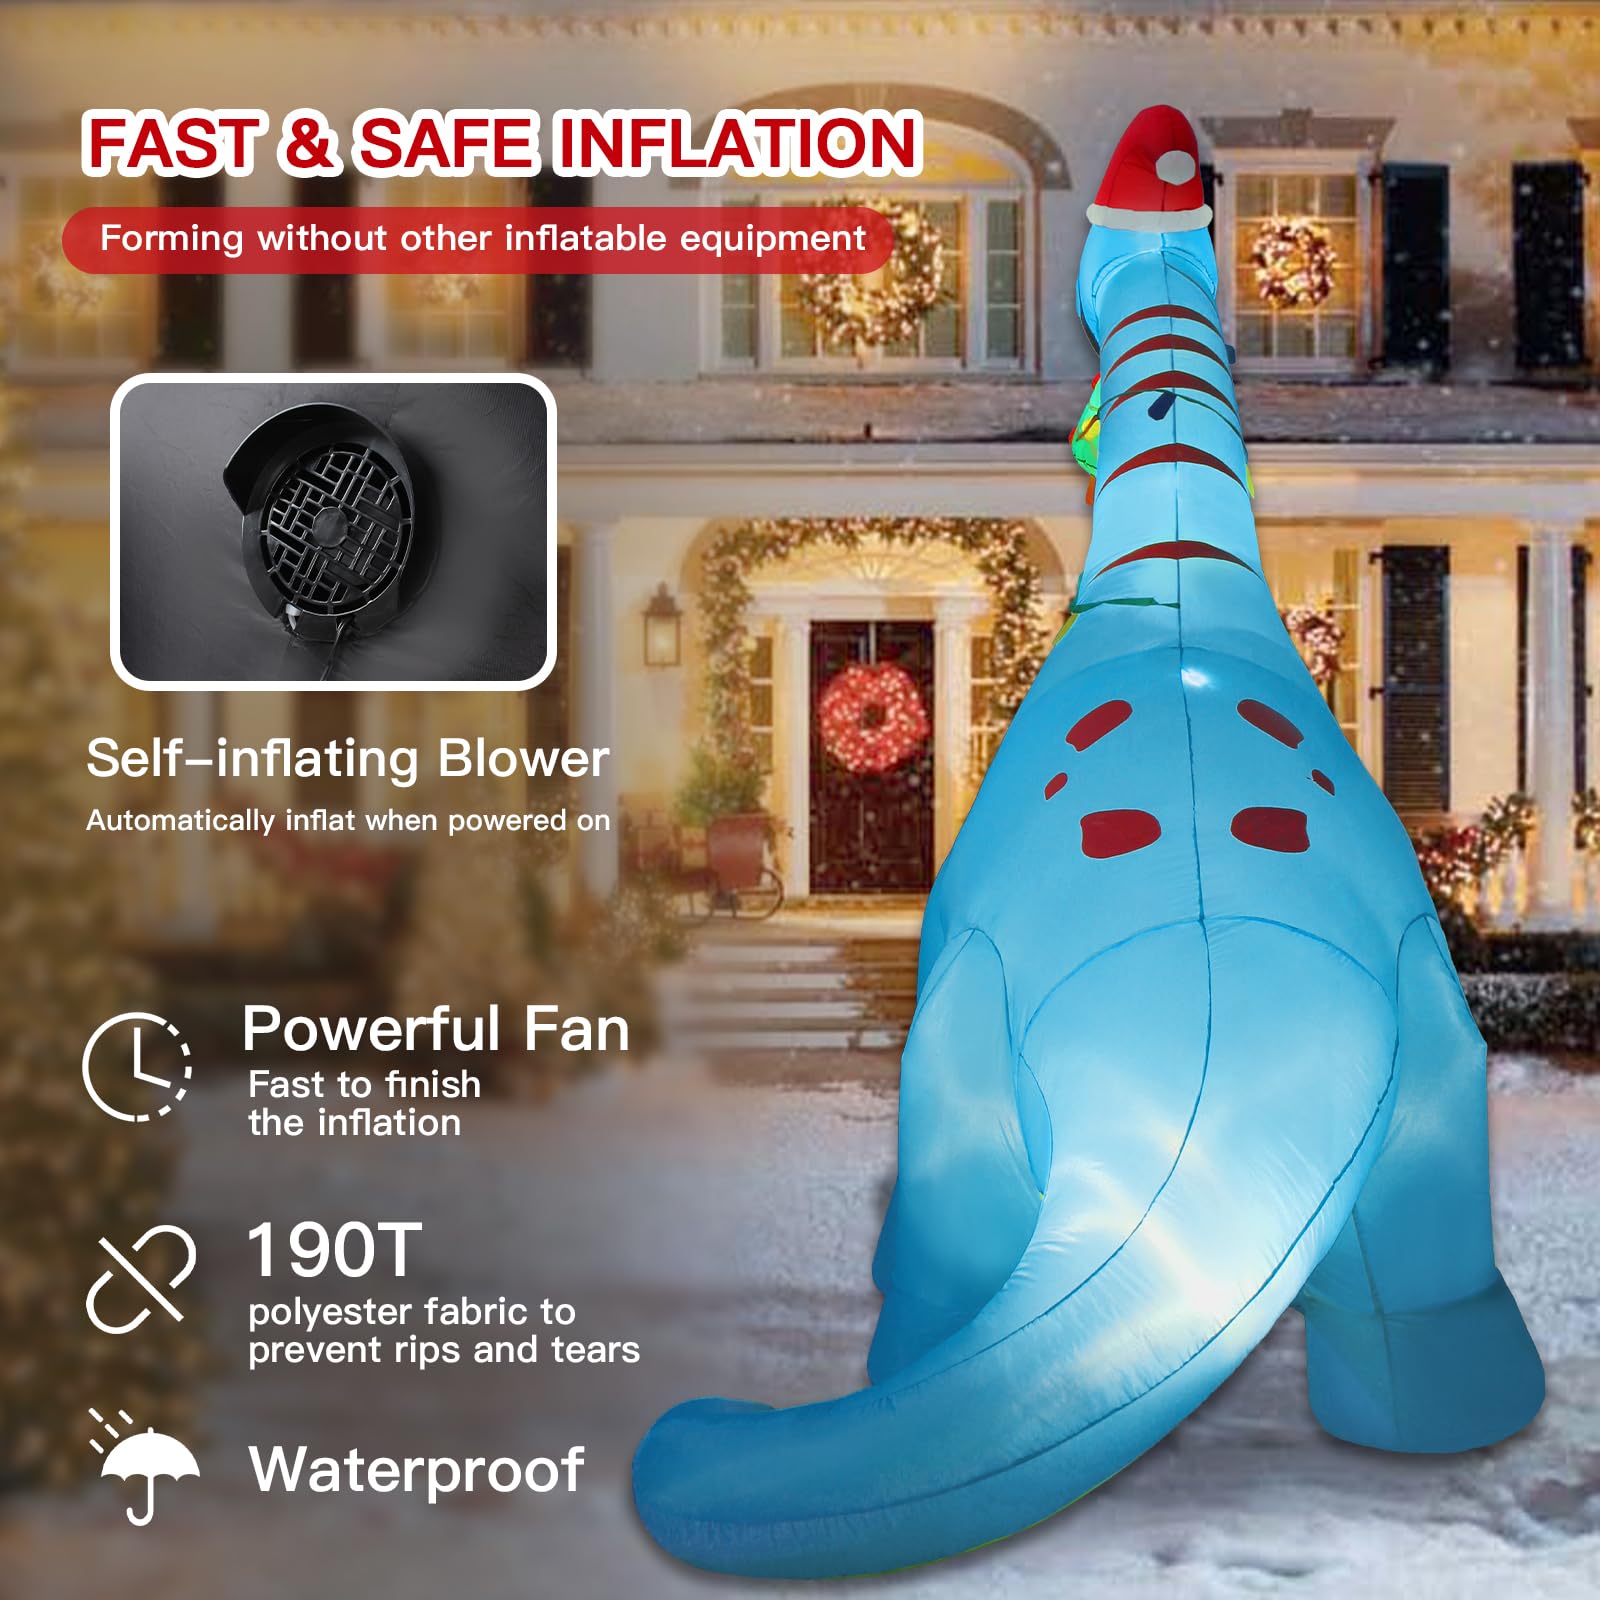 FAST & SAFE INFLATION
Forming without other inflatable equipment
Self-inflating Blower
Automatically inflat when powered on
Powerful Fan
Fast to finish
the inflation
190T
polyester fabric to
prevent rips and tears
Waterproof